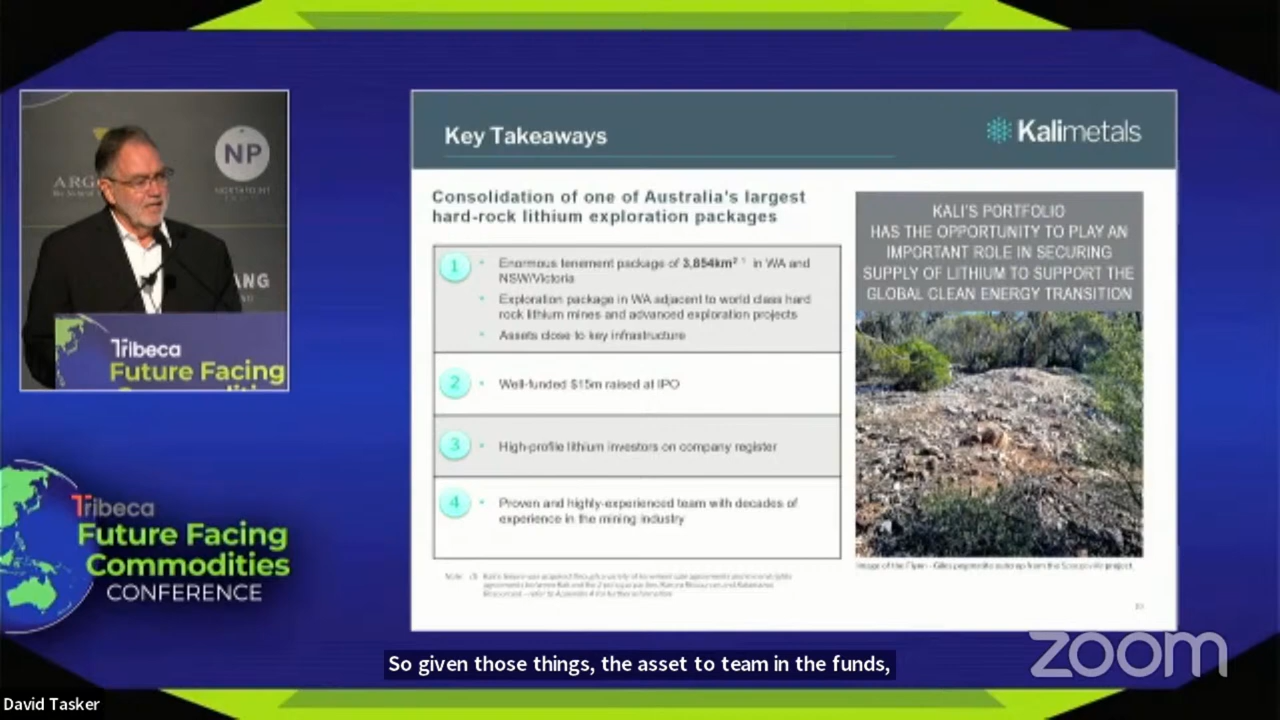 Key Takeaways
Kalimetals
Consolidation of one of Australia's largest
hard-rock lithium exploration packages
1
• Enormous tenement package of 3,854km² ¹ in WA and
NSW/Victoria
• Exploration package in WA adjacent to world class hard
rock lithium mines and advanced exploration projects
• Assets close to key infrastructure
2
• Well-funded $15m raised at IPO
3
• High-profile lithium investors on company register
4
• Proven and highly-experienced team with decades of
experience in the mining industry
KALI'S PORTFOLIO
HAS THE OPPORTUNITY TO PLAY AN
IMPORTANT ROLE IN SECURING
SUPPLY OF LITHIUM TO SUPPORT THE
GLOBAL CLEAN ENERGY TRANSITION
NP
NORTHPOINT
ARG
ANG
Tribeca
Future Facing
Tribeca
Future Facing
Commodities
CONFERENCE
zoom
So given those things, the asset to team in the funds,
David Tasker